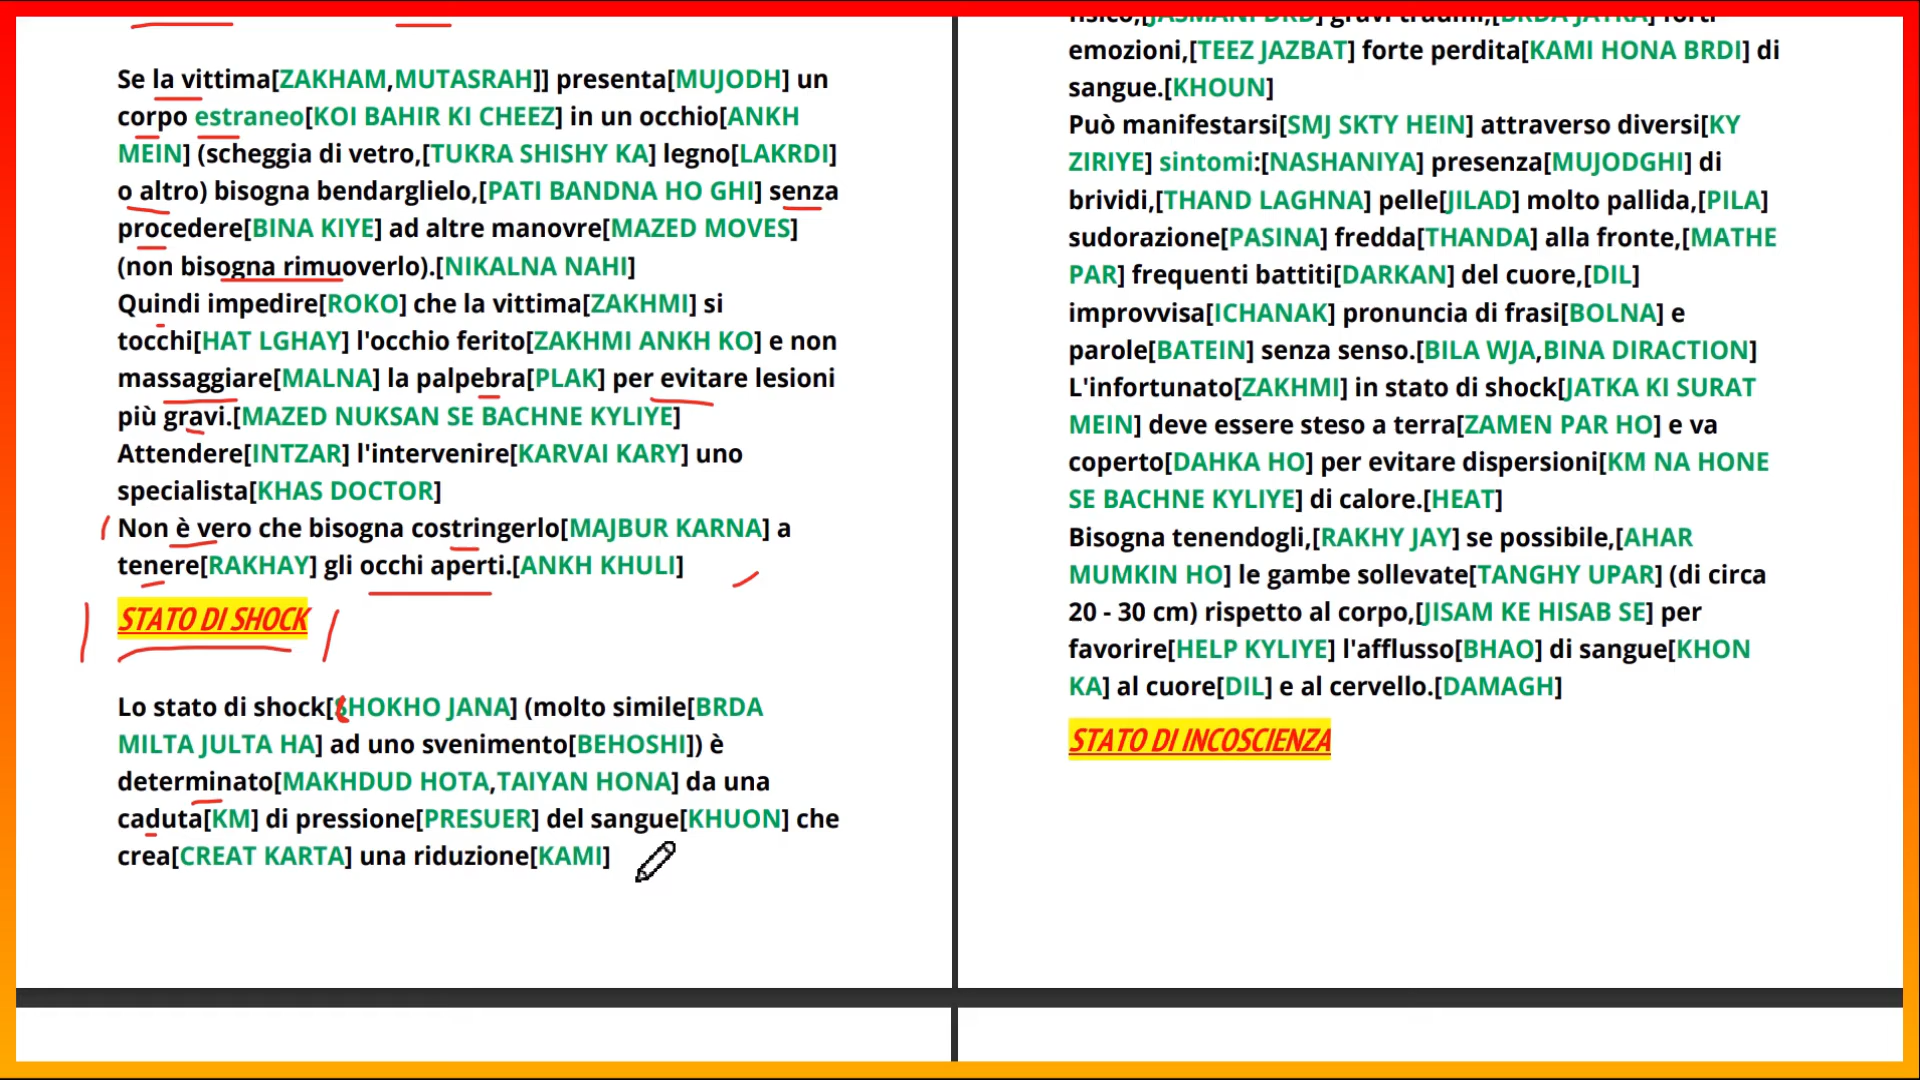 Se la vittima[ZAKHAM,MUTASRAH]] presenta[MUJODH] un
corpo estraneo[KOI BAHIR KI CHEEZ] in un occhio[ANKH
MEIN] (scheggia di vetro,[TUKRA SHISHY KA] legno[LAKRDI]
o altro) bisogna bendarglielo,[PATI BANDNA HO GHI] senza
procedere[BINA KIYE] ad altre manovre[MAZED MOVES]
(non bisogna rimuoverlo).[NIKALNA NAHI]
Quindi impedire[ROKO] che la vittima[ZAKHMI] si
tocchi[HAT LGHAY] l'occhio ferito[ZAKHMI ANKH KO] e non
massaggiare[MALNA] la palpebra[PLAK] per evitare lesioni
più gravi.[MAZED NUKSAN SE BACHNE KYLIYE]
Attendere[INTZAR] l'intervenire[KARVAI KARY] uno
specialista[KHAS DOCTOR]
Non è vero che bisogna costringerlo[MAJBUR KARNA] a
tenere[RAKHAY] gli occhi aperti.[ANKH KHULI]
STATO DI SHOCK
Lo stato di shock[SHOKHO JANA] (molto simile[BRDA
MILTA JULTA HA] ad uno svenimento[BEHOSHI]) è
determinato[MAKHDUD HOTA,TAIYAN HONA] da una
caduta[KM] di pressione[PRESUER] del sangue[KHUON] che
crea[CREAT KARTA] una riduzione[KAMI]
fisico,[JASMANI DRD] gravi traumi,[BRDA JATKA] forti
emozioni,[TEEZ JAZBAT] forte perdita[KAMI HONA BRDI] di
sangue.[KHOUN]
Può manifestarsi[SMJ SKTY HEIN] attraverso diversi[KY
ZIRIYE] sintomi:[NASHANIYA] presenza[MUJODGHI] di
brividi,[THAND LAGHNA] pelle[JILAD] molto pallida,[PILA]
sudorazione[PASINA] fredda[THANDA] alla fronte,[MATHE
PAR] frequenti battiti[DARKAN] del cuore,[DIL]
improvvisa[ICHANAK] pronuncia di frasi[BOLNA] e
parole[BATEIN] senza senso.[BILA WJA,BINA DIRACTION]
L'infortunato[ZAKHMI] in stato di shock[JATKA KI SURAT
MEIN] deve essere steso a terra[ZAMEN PAR HO] e va
coperto[DAHKA HO] per evitare dispersioni[KM NA HONE
SE BACHNE KYLIYE] di calore.[HEAT]
Bisogna tenendogli,[RAKHY JAY] se possibile,[AHAR
MUMKIN HO] le gambe sollevate[TANGHY UPAR] (di circa
20 - 30 cm) rispetto al corpo,[JISAM KE HISAB SE] per
favorire[HELP KYLIYE] l'afflusso[BHAO] di sangue[KHON
KA] al cuore[DIL] e al cervello.[DAMAGH]
STATO DI INCOSCIENZA